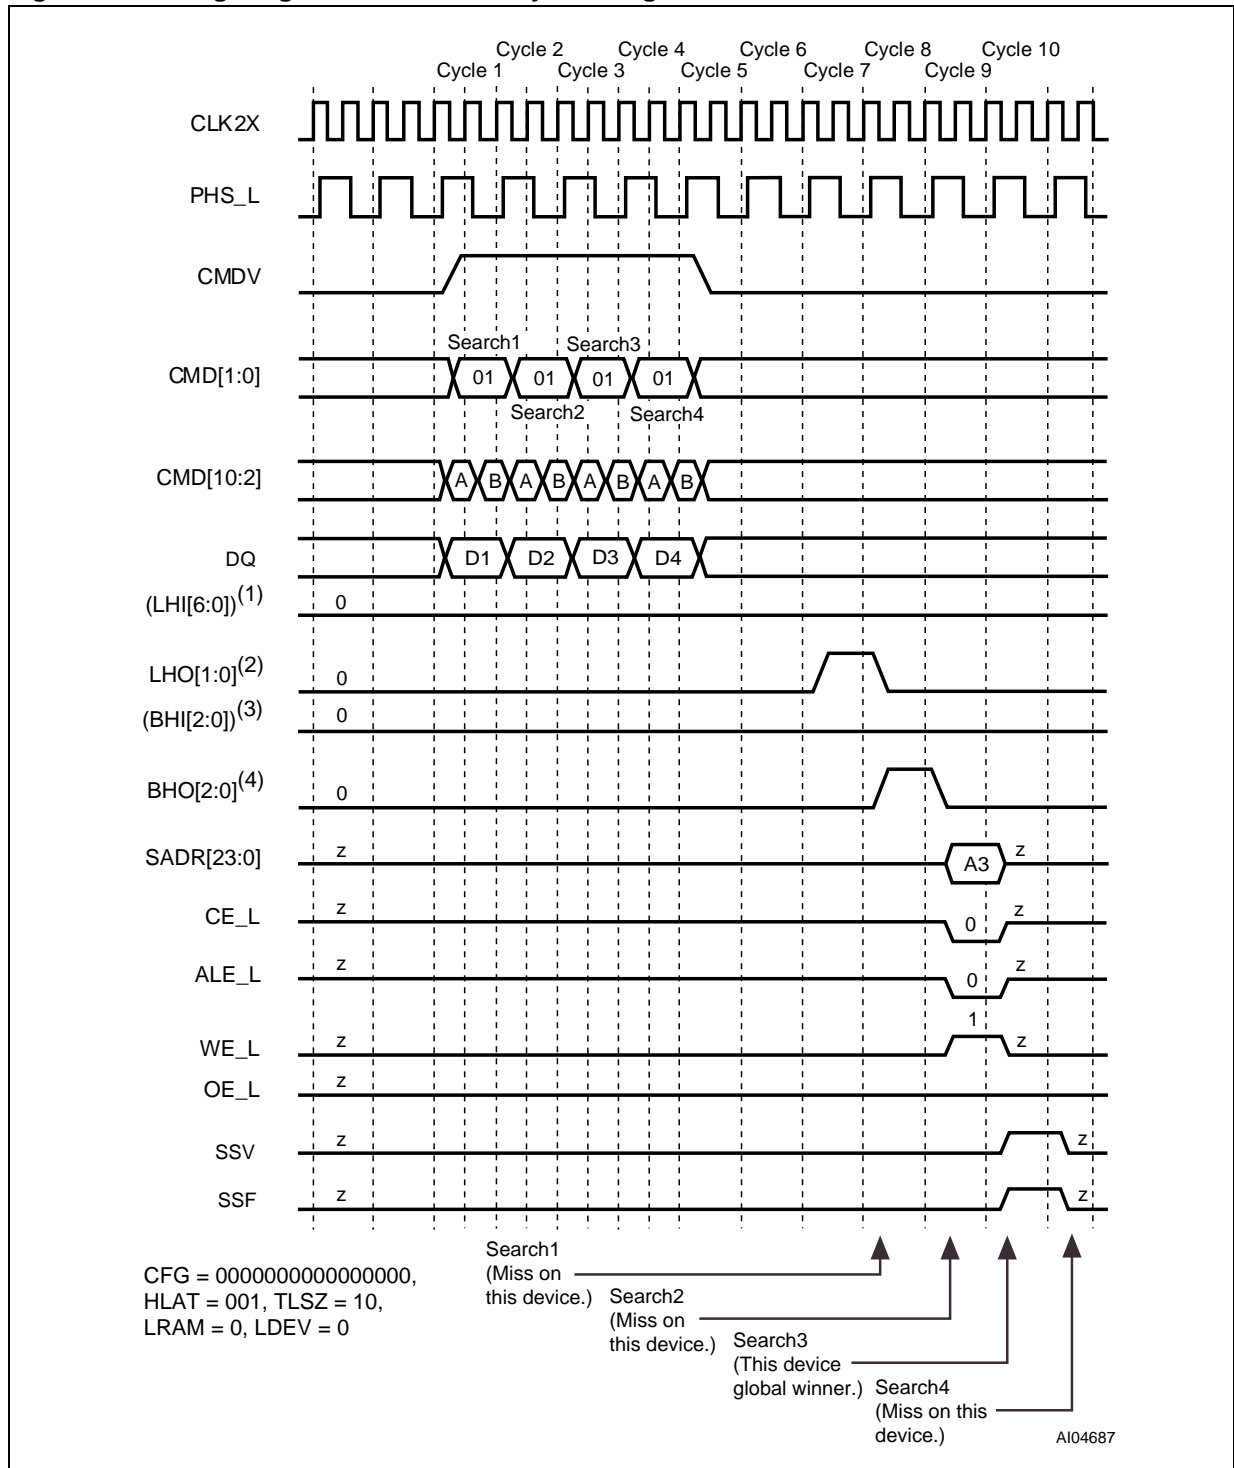 Cycle 2 Cycle 4 Cycle 6 Cycle 8 Cycle 10
Cycle 1 Cycle 3 Cycle 5 Cycle 7 Cycle 9
CLK2X
PHS_L
CMDV
Search1 Search3
CMD[1:0] 01 01 01 01
Search2 Search4
CMD[10:2] A B A B A B A B
DQ D1 D2 D3 D4
(LHI[6:0])(1) 0
LHO[1:0](2) 0
(BHI[2:0])(3) 0
BHO[2:0](4) 0
SADR[23:0] z A3 z
CE_L z 0 z
ALE_L z 0 z
1
WE_L z z
OE_L z
SSV z z
SSF z z
Search1
(Miss on
this device.)
Search2
(Miss on
this device.)
Search3
(This device
global winner.)
Search4
(Miss on this
device.)
CFG = 0000000000000000,
HLAT = 001, TLSZ = 10,
LRAM = 0, LDEV = 0
AI04687